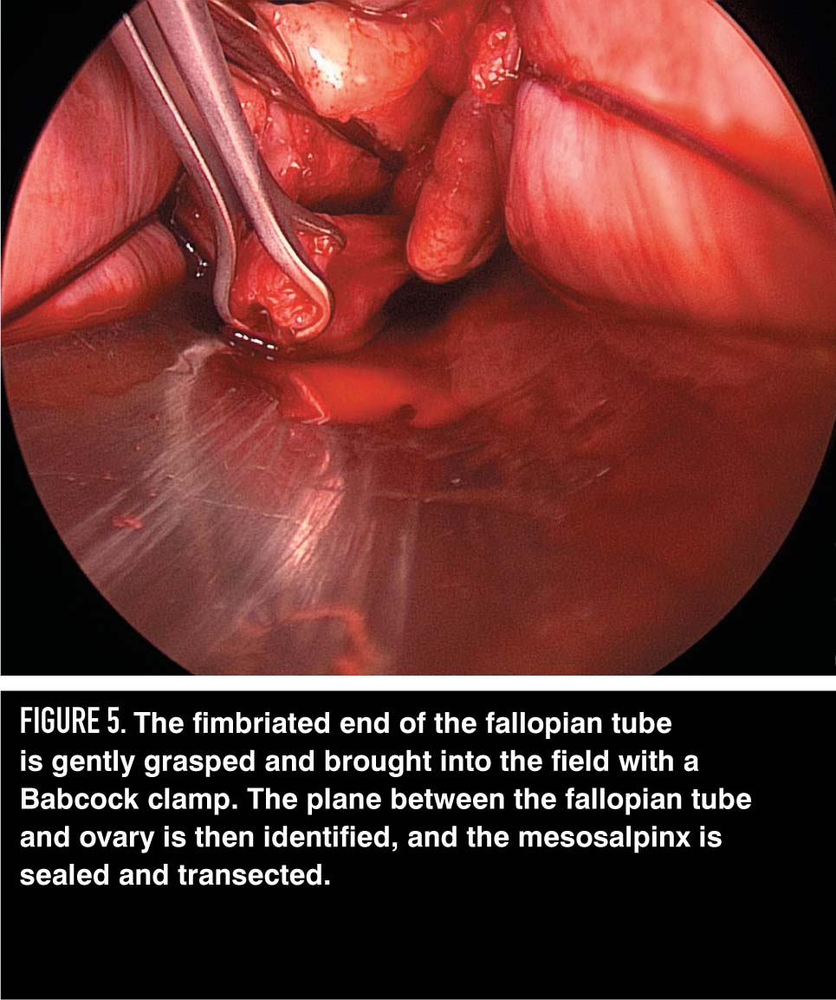 FIGURE 5. The fimbriated end of the fallopian tube
is gently grasped and brought into the field with a
Babcock clamp. The plane between the fallopian tube
and ovary is then identified, and the mesosalpinx is
sealed and transected.